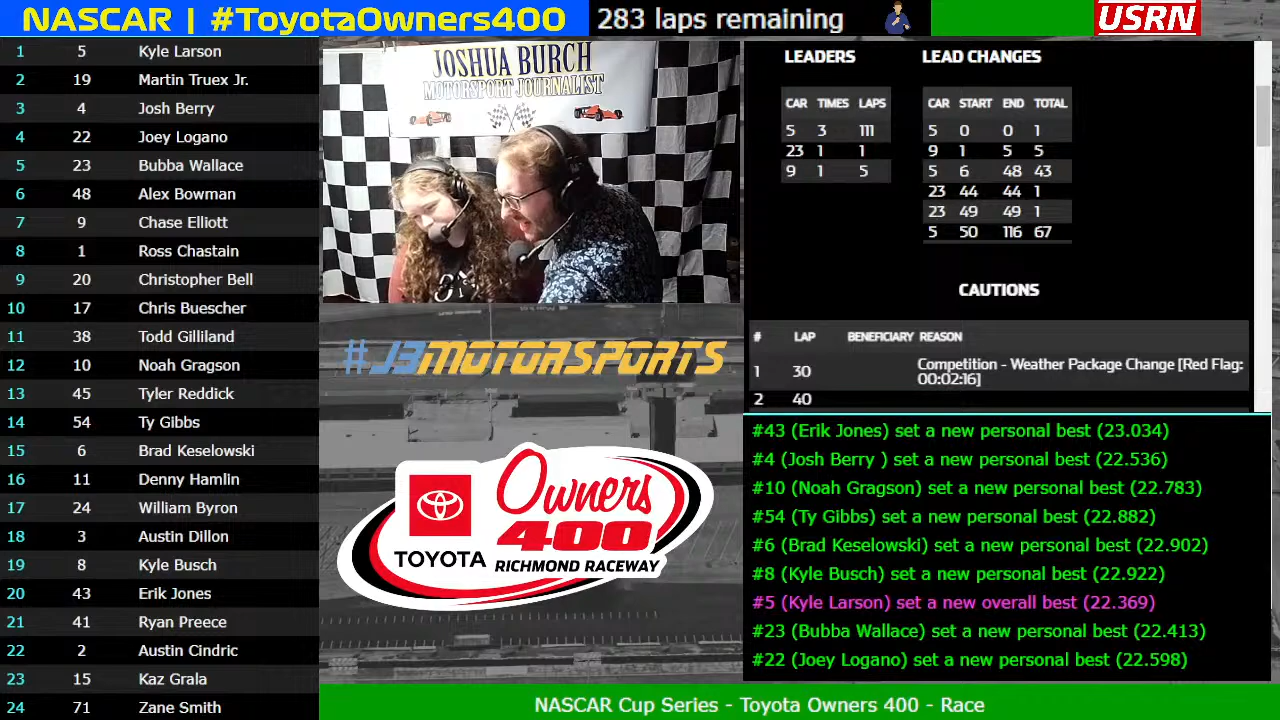 NASCAR | #ToyotaOwners400
283 laps remaining
USRN
1 5 Kyle Larson
2 19 Martin Truex Jr.
3 4 Josh Berry
4 22 Joey Logano
5 23 Bubba Wallace
6 48 Alex Bowman
7 9 Chase Elliott
8 1 Ross Chastain
9 20 Christopher Bell
10 17 Chris Buescher
11 38 Todd Gilliland
12 10 Noah Gragson
13 45 Tyler Reddick
14 54 Ty Gibbs
15 6 Brad Keselowski
16 11 Denny Hamlin
17 24 William Byron
18 3 Austin Dillon
19 8 Kyle Busch
20 43 Erik Jones
21 41 Ryan Preece
22 2 Austin Cindric
23 15 Kaz Grala
24 71 Zane Smith
JOSHUA BURCH
MOTORSPORT JOURNALIST
#JBMOTORSPORTS
Owners
400
TOYOTA
RICHMOND RACEWAY
LEADERS
CAR TIMES LAPS
5 3 111
23 1 1
9 1 5
LEAD CHANGES
CAR START END TOTAL
5 0 0 1
9 1 5 5
5 6 48 43
23 44 44 1
23 49 49 1
5 50 116 67
CAUTIONS
# LAP BENEFICIARY REASON
1 30 Competition - Weather Package Change [Red Flag:
00:02:16]
2 40
#43 (Erik Jones) set a new personal best (23.034)
#4 (Josh Berry ) set a new personal best (22.536)
#10 (Noah Gragson) set a new personal best (22.783)
#54 (Ty Gibbs) set a new personal best (22.882)
#6 (Brad Keselowski) set a new personal best (22.902)
#8 (Kyle Busch) set a new personal best (22.922)
#5 (Kyle Larson) set a new overall best (22.369)
#23 (Bubba Wallace) set a new personal best (22.413)
#22 (Joey Logano) set a new personal best (22.598)
NASCAR Cup Series - Toyota Owners 400 - Race